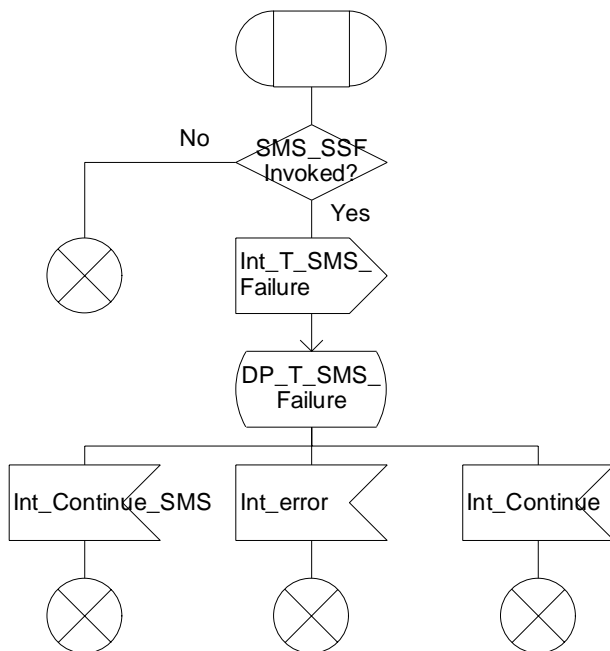 No
SMS_SSF
Invoked?
Yes
Int_T_SMS_
Failure
DP_T_SMS_
Failure
Int_Continue_SMS
Int_error
Int_Continue